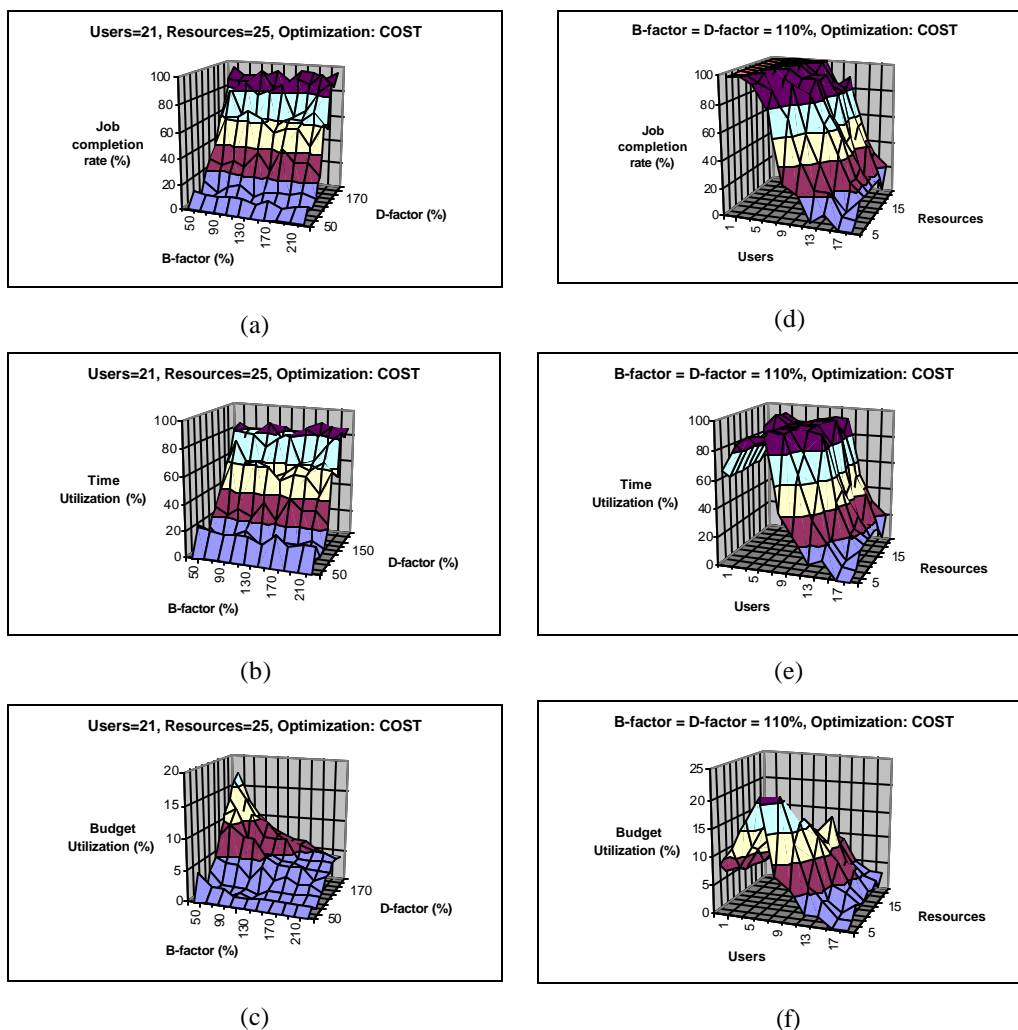 Users=21, Resources=25, Optimization: COST
100
80
60
40
20
0
Job
completion
rate (%)
50
90
130
170
210
B-factor (%)
170
50
D-factor (%)
(a)
B-factor = D-factor = 110%, Optimization: COST
100
80
60
40
20
0
Job
completion
rate (%)
1
5
9
13
17
Users
15
5
Resources
(d)
Users=21, Resources=25, Optimization: COST
100
80
60
40
20
0
Time
Utilization (%)
50
90
130
170
210
B-factor (%)
150
50
D-factor (%)
(b)
B-factor = D-factor = 110%, Optimization: COST
100
80
60
40
20
0
Time
Utilization (%)
1
5
9
13
17
Users
15
5
Resources
(e)
Users=21, Resources=25, Optimization: COST
20
15
10
5
0
Budget
Utilization (%)
50
90
130
170
210
B-factor (%)
170
50
D-factor (%)
(c)
B-factor = D-factor = 110%, Optimization: COST
25
20
15
10
5
0
Budget
Utilization (%)
1
5
9
13
17
Users
15
5
Resources
(f)